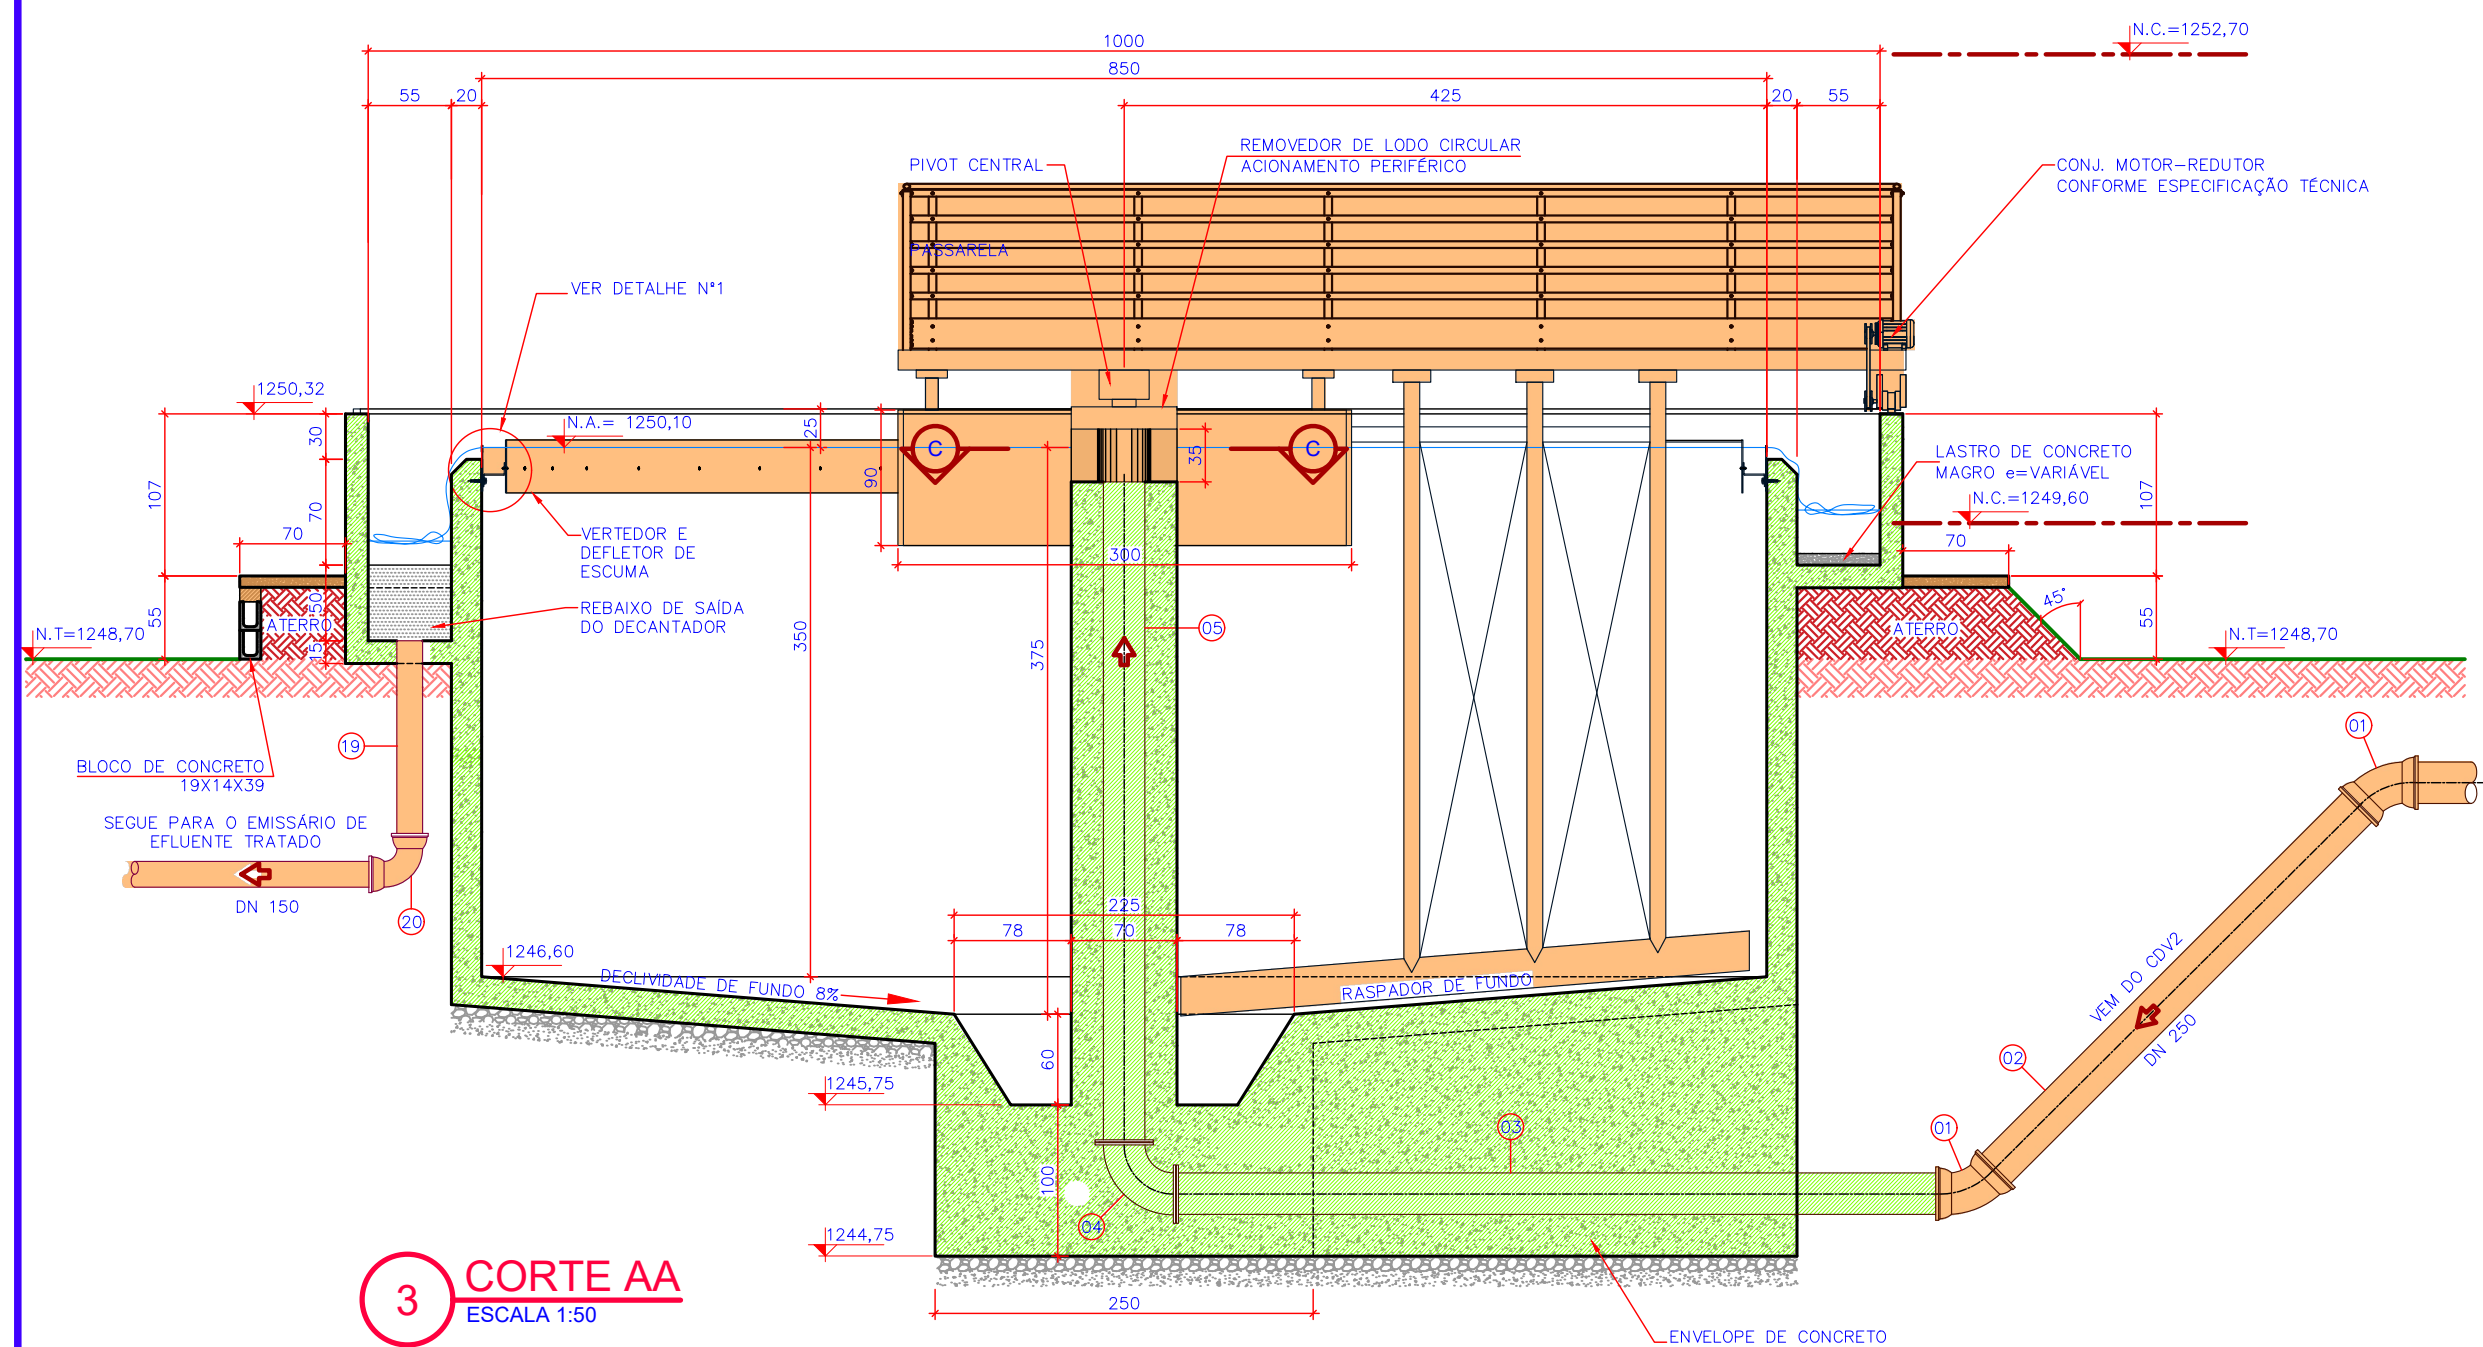 N.C.=1252,70
1000
850
55
20
425
20
55
PIVOT CENTRAL
REMOVEDOR DE LODO CIRCULAR
ACIONAMENTO PERIFÉRICO
CONJ. MOTOR-REDUTOR
CONFORME ESPECIFICAÇÃO TÉCNICA
PASSARELA
VER DETALHE N°1
1250,32
N.A.= 1250,10
30
25
90
C
C
35
107
70
70
LASTRO DE CONCRETO
MAGRO e=VARIÁVEL
N.C.=1249,60
107
70
VERTEDOR E
DEFLETOR DE
ESCUMA
300
55
50
15
ATERRO
REBAIXO DE SAÍDA
DO DECANTADOR
N.T=1248,70
350
375
05
45°
ATERRO
55
N.T=1248,70
19
01
BLOCO DE CONCRETO
19X14X39
SEGUE PARA O EMISSÁRIO DE
EFLUENTE TRATADO
DN 150
20
225
78
70
78
1246,60
DECLIVIDADE DE FUNDO 8%
RASPADOR DE FUNDO
VEM DO CDV2
DN 250
02
60
1245,75
03
01
100
04
1244,75
3
CORTE AA
ESCALA 1:50
250
ENVELOPE DE CONCRETO